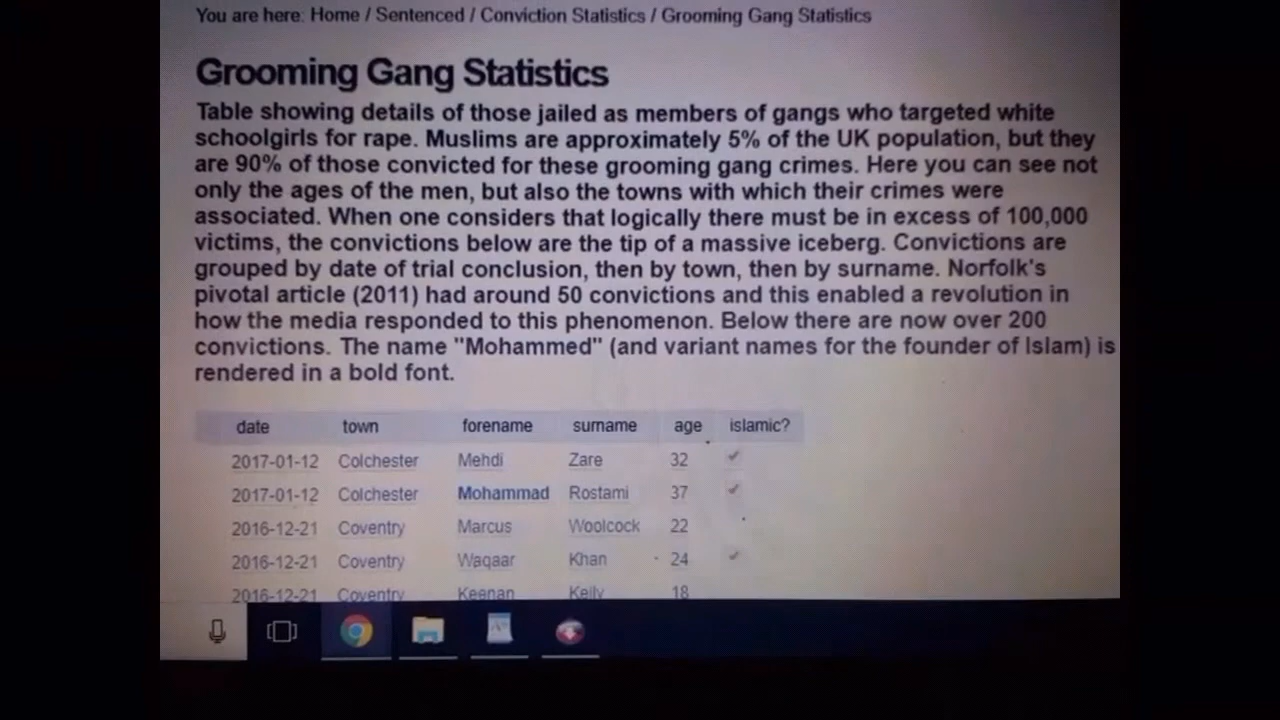 You are here: Home / Sentenced / Conviction Statistics / Grooming Gang Statistics
Grooming Gang Statistics
Table showing details of those jailed as members of gangs who targeted white
schoolgirls for rape. Muslims are approximately 5% of the UK population, but they
are 90% of those convicted for these grooming gang crimes. Here you can see not
only the ages of the men, but also the towns with which their crimes were
associated. When one considers that logically there must be in excess of 100,000
victims, the convictions below are the tip of a massive iceberg. Convictions are
grouped by date of trial conclusion, then by town, then by surname. Norfolk's
pivotal article (2011) had around 50 convictions and this enabled a revolution in
how the media responded to this phenomenon. Below there are now over 200
convictions. The name "Mohammed" (and variant names for the founder of Islam) is
rendered in a bold font.
date town forename surname age islamic?
2017-01-12 Colchester Mehdi Zare 32 ✔
2017-01-12 Colchester Mohammad Rostami 37 ✔
2016-12-21 Coventry Marcus Woolcock 22
2016-12-21 Coventry Waqaar Khan 24 ✔
2016-12-21 Coventry Keenan Kelly 18